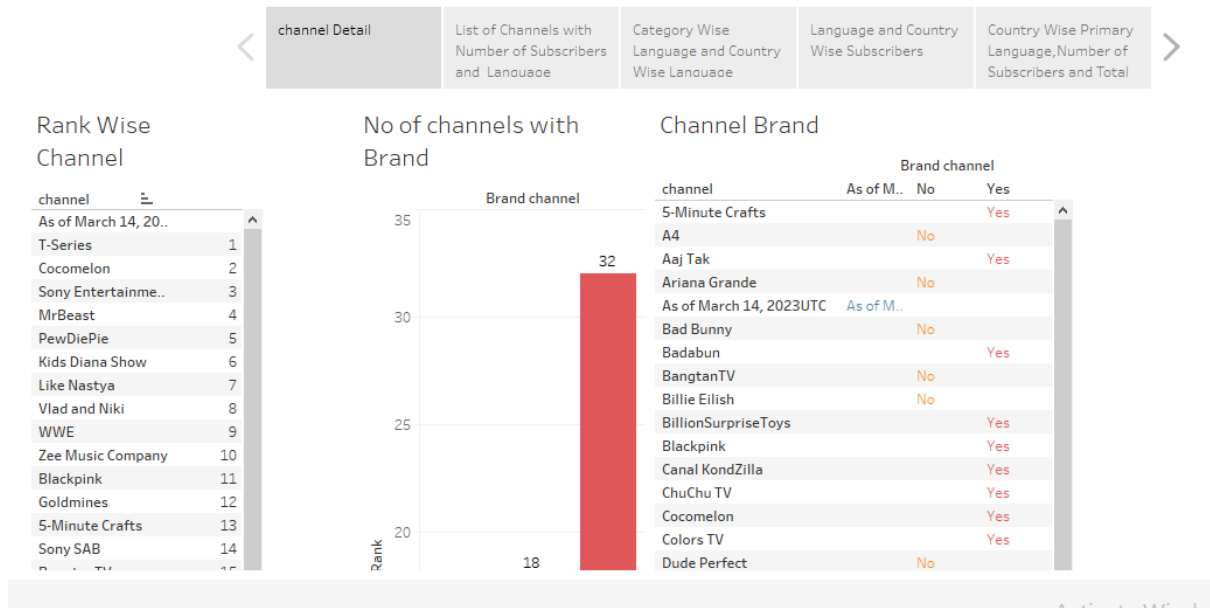 channel Detail
List of Channels with
Number of Subscribers
and Language
Category Wise
Language and Country
Wise Language
Language and Country
Wise Subscribers
Country Wise Primary
Language,Number of
Subscribers and Total
Rank Wise
Channel
channel
As of March 14, 20..
T-Series 1
Cocomelon 2
Sony Entertainme.. 3
MrBeast 4
PewDiePie 5
Kids Diana Show 6
Like Nastya 7
Vlad and Niki 8
WWE 9
Zee Music Company 10
Blackpink 11
Goldmines 12
5-Minute Crafts 13
Sony SAB 14
No of channels with
Brand
Brand channel
35
32
30
25
20
18
Rank
Channel Brand
Brand channel
channel As of M.. No Yes
5-Minute Crafts Yes
A4 No
Aaj Tak Yes
Ariana Grande No
As of March 14, 2023UTC As of M..
Bad Bunny No
Badabun Yes
BangtanTV No
Billie Eilish No
BillionSurpriseToys Yes
Blackpink Yes
Canal KondZilla Yes
ChuChu TV Yes
Cocomelon Yes
Colors TV Yes
Dude Perfect No